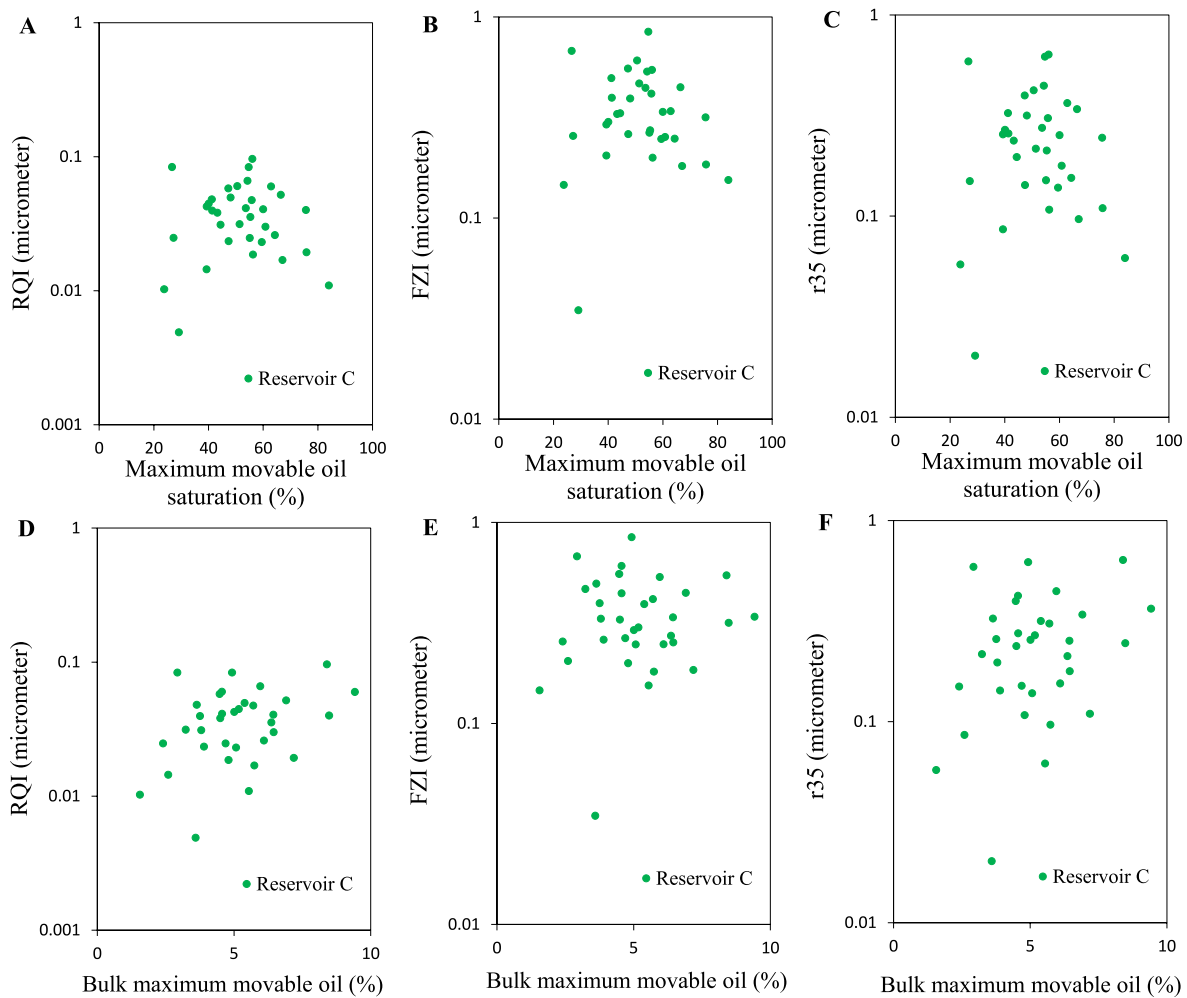 A
1
0.1
0.01
0.001
RQI (micrometer)
0 20 40 60 80 100
Maximum movable oil
saturation (%)
Reservoir C
B
1
0.1
0.01
FZI (micrometer)
0 20 40 60 80 100
Maximum movable oil
saturation (%)
Reservoir C
C
1
0.1
0.01
r35 (micrometer)
0 20 40 60 80 100
Maximum movable oil
saturation (%)
Reservoir C
D
1
0.1
0.01
0.001
RQI (micrometer)
0 5 10
Bulk maximum movable oil (%)
Reservoir C
E
1
0.1
0.01
FZI (micrometer)
0 5 10
Bulk maximum movable oil (%)
Reservoir C
F
1
0.1
0.01
r35 (micrometer)
0 5 10
Bulk maximum movable oil (%)
Reservoir C